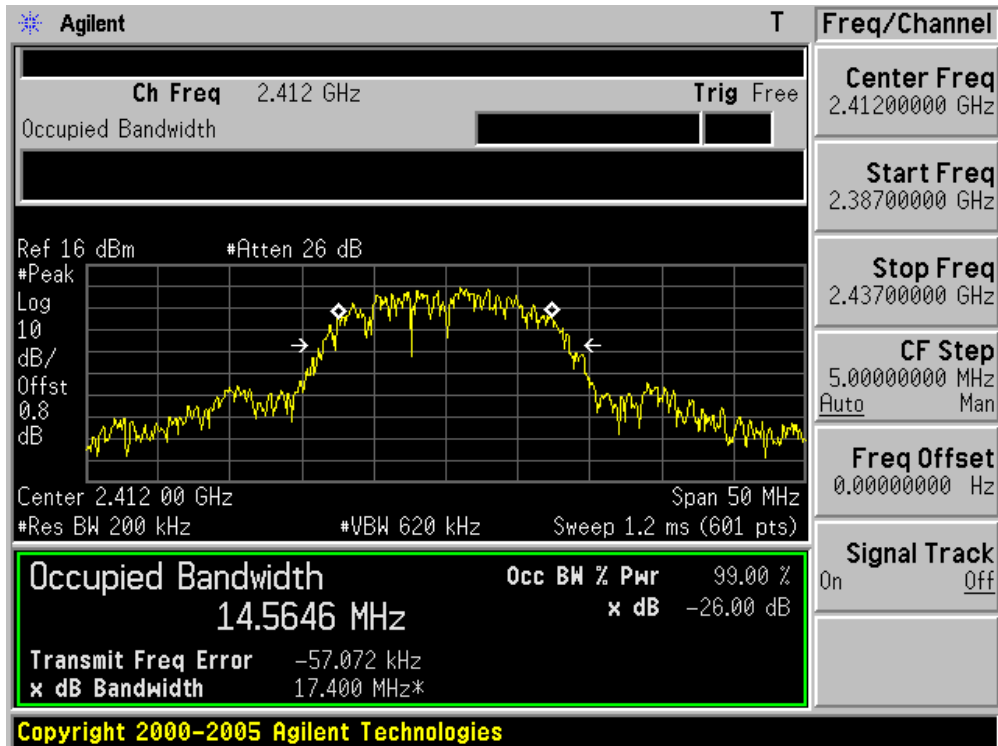 Agilent T
Ch Freq 2.412 GHz Trig Free
Occupied Bandwidth
Ref 16 dBm #Atten 26 dB
#Peak
Log
10
dB/
Offst
0.8
dB
Center 2.412 00 GHz Span 50 MHz
#Res BW 200 kHz #VBW 620 kHz Sweep 1.2 ms (601 pts)
Occupied Bandwidth
14.5646 MHz
Occ BW % Pwr 99.00 %
x dB -26.00 dB
Transmit Freq Error -57.072 kHz
x dB Bandwidth 17.400 MHz*
Copyright 2000-2005 Agilent Technologies
Freq/Channel
Center Freq
2.41200000 GHz
Start Freq
2.38700000 GHz
Stop Freq
2.43700000 GHz
CF Step
5.00000000 MHz
Auto Man
Freq Offset
0.00000000 Hz
Signal Track
On Off